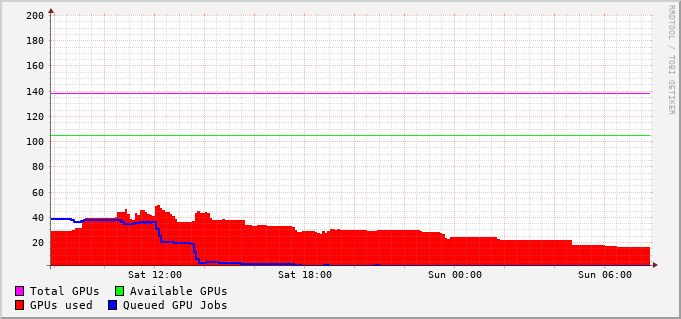 200
180
160
140
120
100
80
60
40
20
Sat 12:00 Sat 18:00 Sun 00:00 Sun 06:00
Total GPUs Available GPUs
GPUs used Queued GPU Jobs
RRDTOOL / TOBI OETIKER